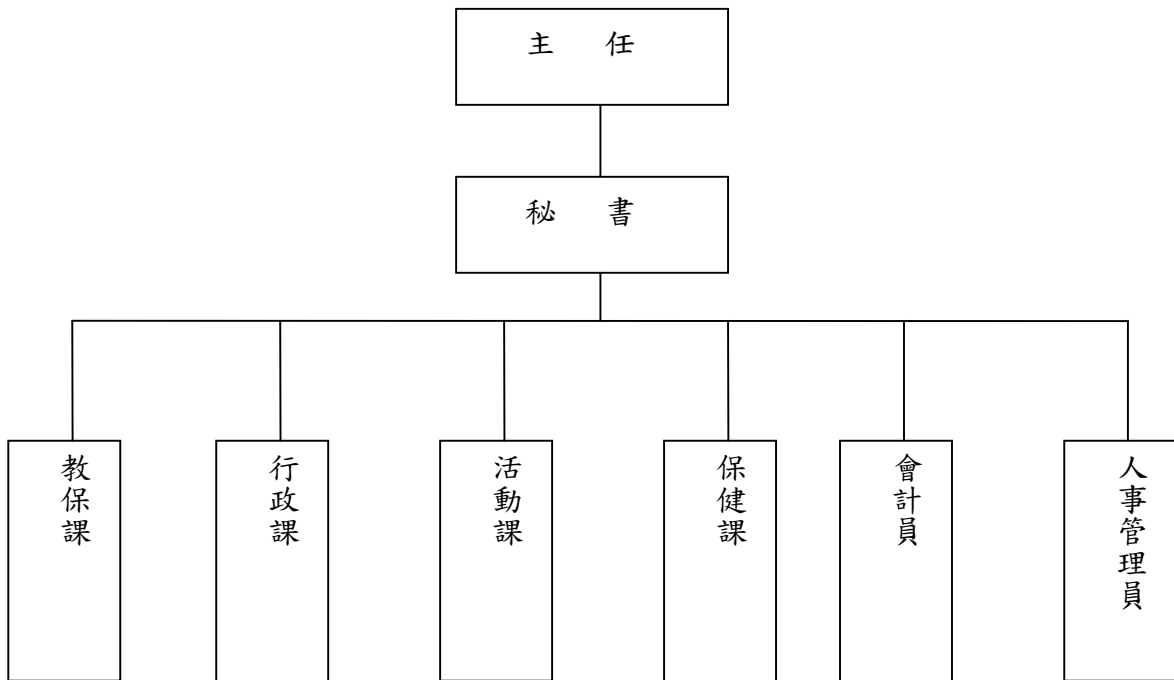 主 任
秘 書
教保課
行政課
活動課
保健課
會計員
人事管理員